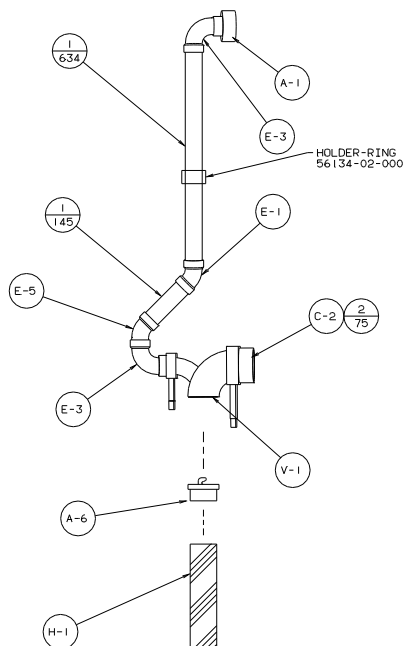 1
634
A-1
E-3
HOLDER-RING
56134-02-000
1
145
E-1
E-5
C-2
2
75
E-3
V-1
A-6
H-1